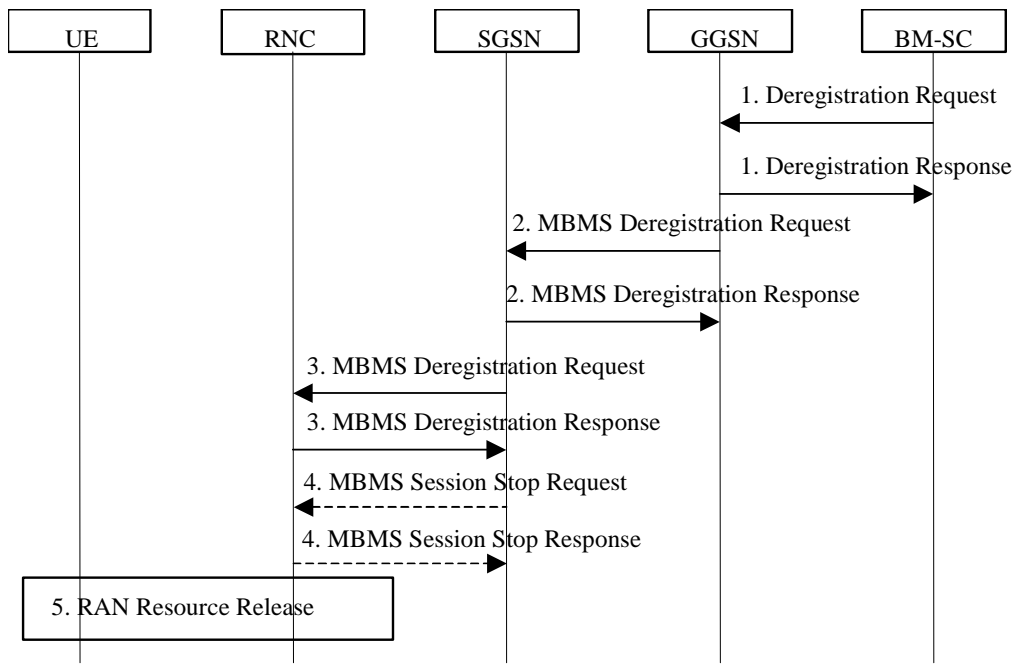 UE
RNC
SGSN
GGSN
BM-SC
1. Deregistration Request
1. Deregistration Response
2. MBMS Deregistration Request
2. MBMS Deregistration Response
3. MBMS Deregistration Request
3. MBMS Deregistration Response
4. MBMS Session Stop Request
4. MBMS Session Stop Response
5. RAN Resource Release